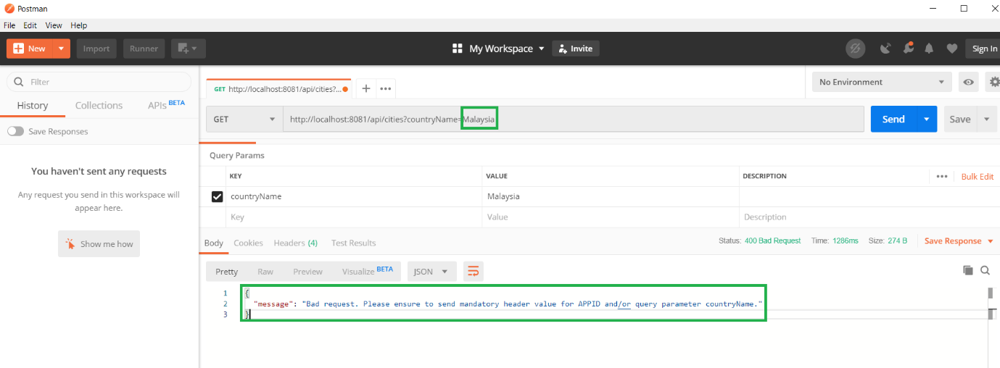 Postman
File Edit View Help
New Import Runner My Workspace Invite Sign In
Filter
History Collections APIs BETA
Save Responses
You haven't sent any requests
Any request you send in this workspace will
appear here.
Show me how
GET http://localhost:8081/api/cities?...
No Environment
GET http://localhost:8081/api/cities?countryName=Malaysia Send Save
Query Params
KEY VALUE DESCRIPTION Bulk Edit
countryName Malaysia
Key Value Description
Body Cookies Headers (4) Test Results Status: 400 Bad Request Time: 1286ms Size: 274 B Save Response
Pretty Raw Preview Visualize BETA JSON
1 {
2 "message": "Bad request. Please ensure to send mandatory header value for APPID and/or query parameter countryName."
3 }